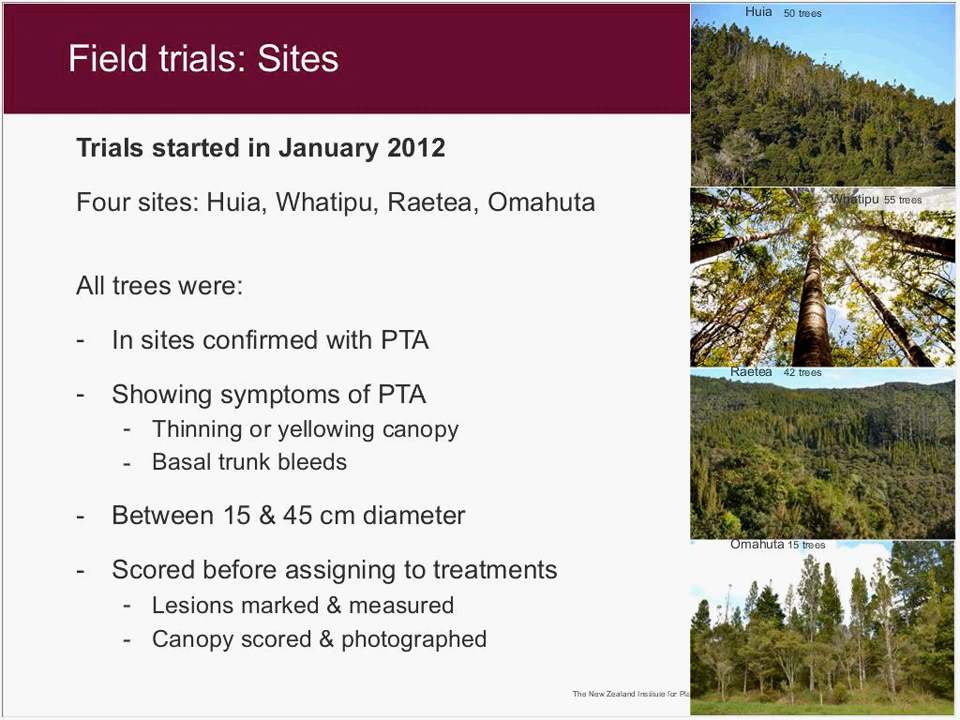 Field trials: Sites
Trials started in January 2012
Four sites: Huia, Whatipu, Raetea, Omahuta
All trees were:
- In sites confirmed with PTA
- Showing symptoms of PTA
- Thinning or yellowing canopy
- Basal trunk bleeds
- Between 15 & 45 cm diameter
- Scored before assigning to treatments
- Lesions marked & measured
- Canopy scored & photographed
Huia 50 trees
Whatipu 55 trees
Raetea 42 trees
Omahuta 15 trees
The New Zealand Institute for Pla